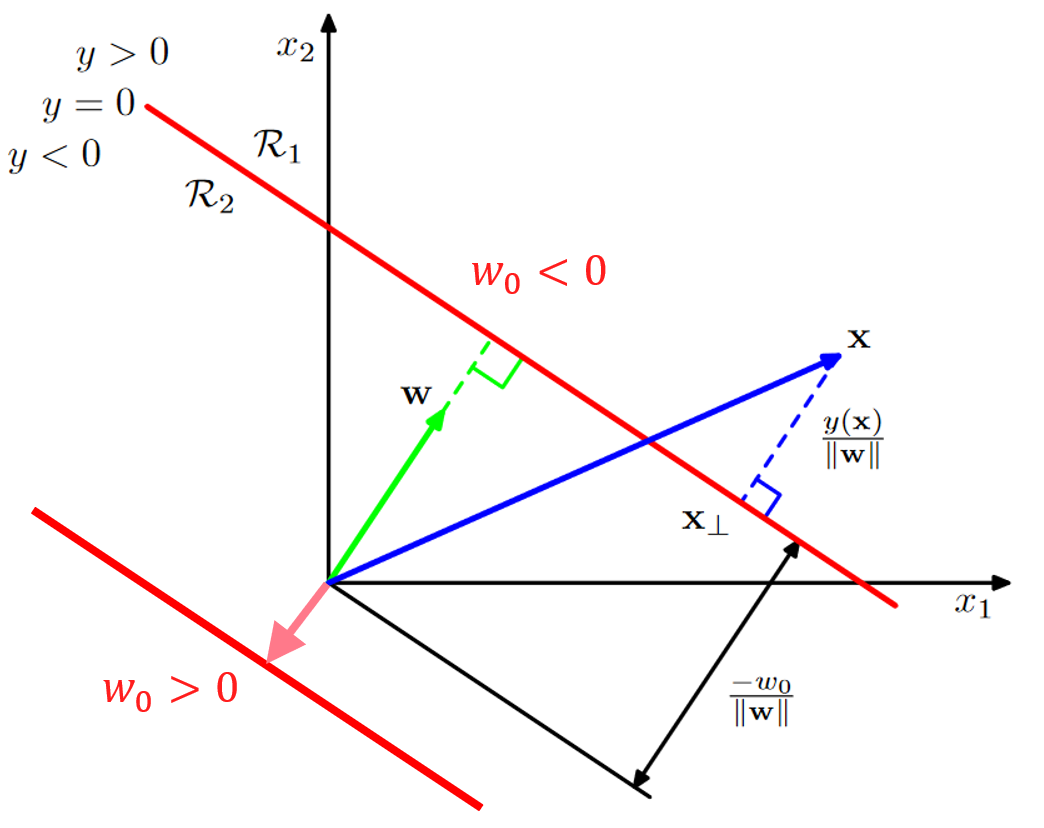 x₂
y > 0
y = 0
y < 0
ℛ₁
ℛ₂
w₀ < 0
x
w
y(x)/‖w‖
x⊥
x₁
w₀ > 0
−w₀/‖w‖